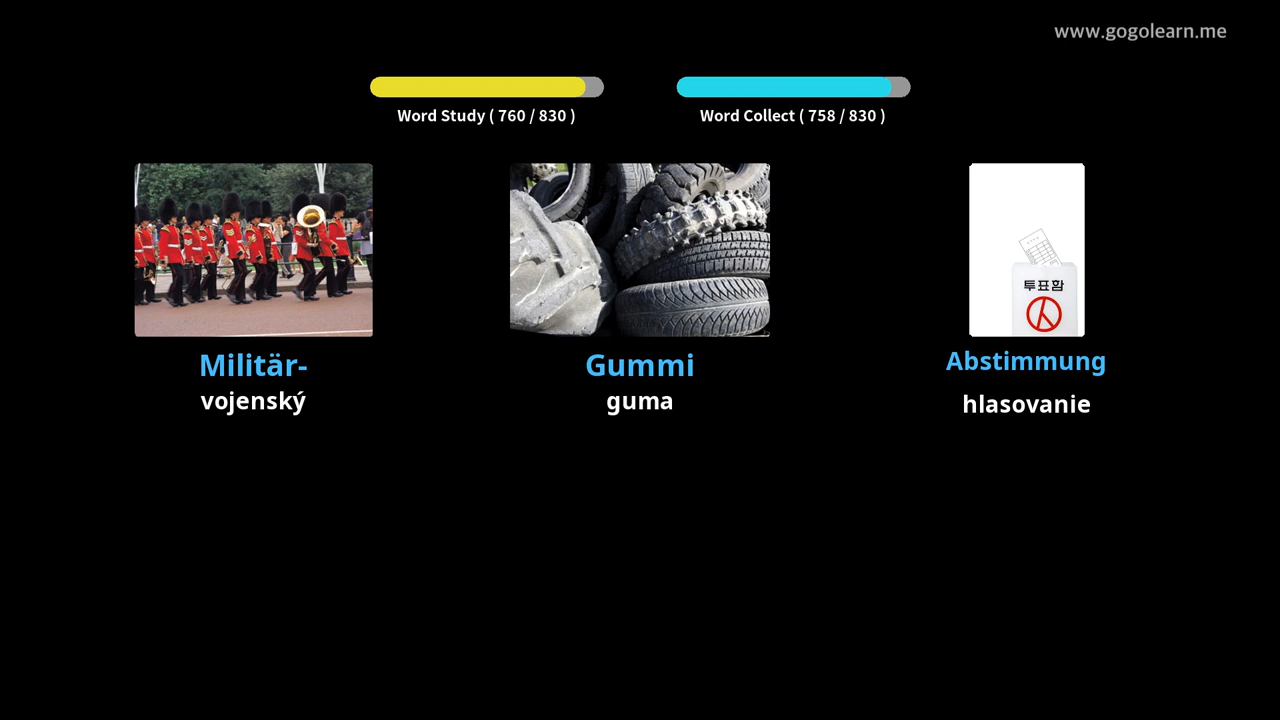 www.gogolearn.me
Word Study ( 760 / 830 )
Word Collect ( 758 / 830 )
투표함
Militär-
Gummi
Abstimmung
vojenský
guma
hlasovanie